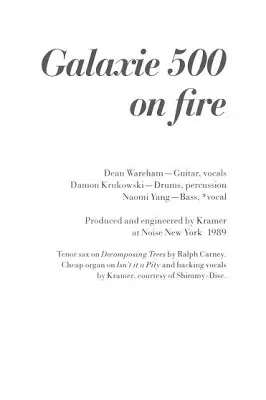 Galaxie 500
on fire
Dean Wareham—Guitar, vocals
Damon Krukowski—Drums, percussion
Naomi Yang—Bass, *vocal
Produced and engineered by Kramer
at Noise New York 1989
Tenor sax on Decomposing Trees by Ralph Carney.
Cheap organ on Isn't it a Pity and backing vocals
by Kramer, courtesy of Shimmy-Disc.